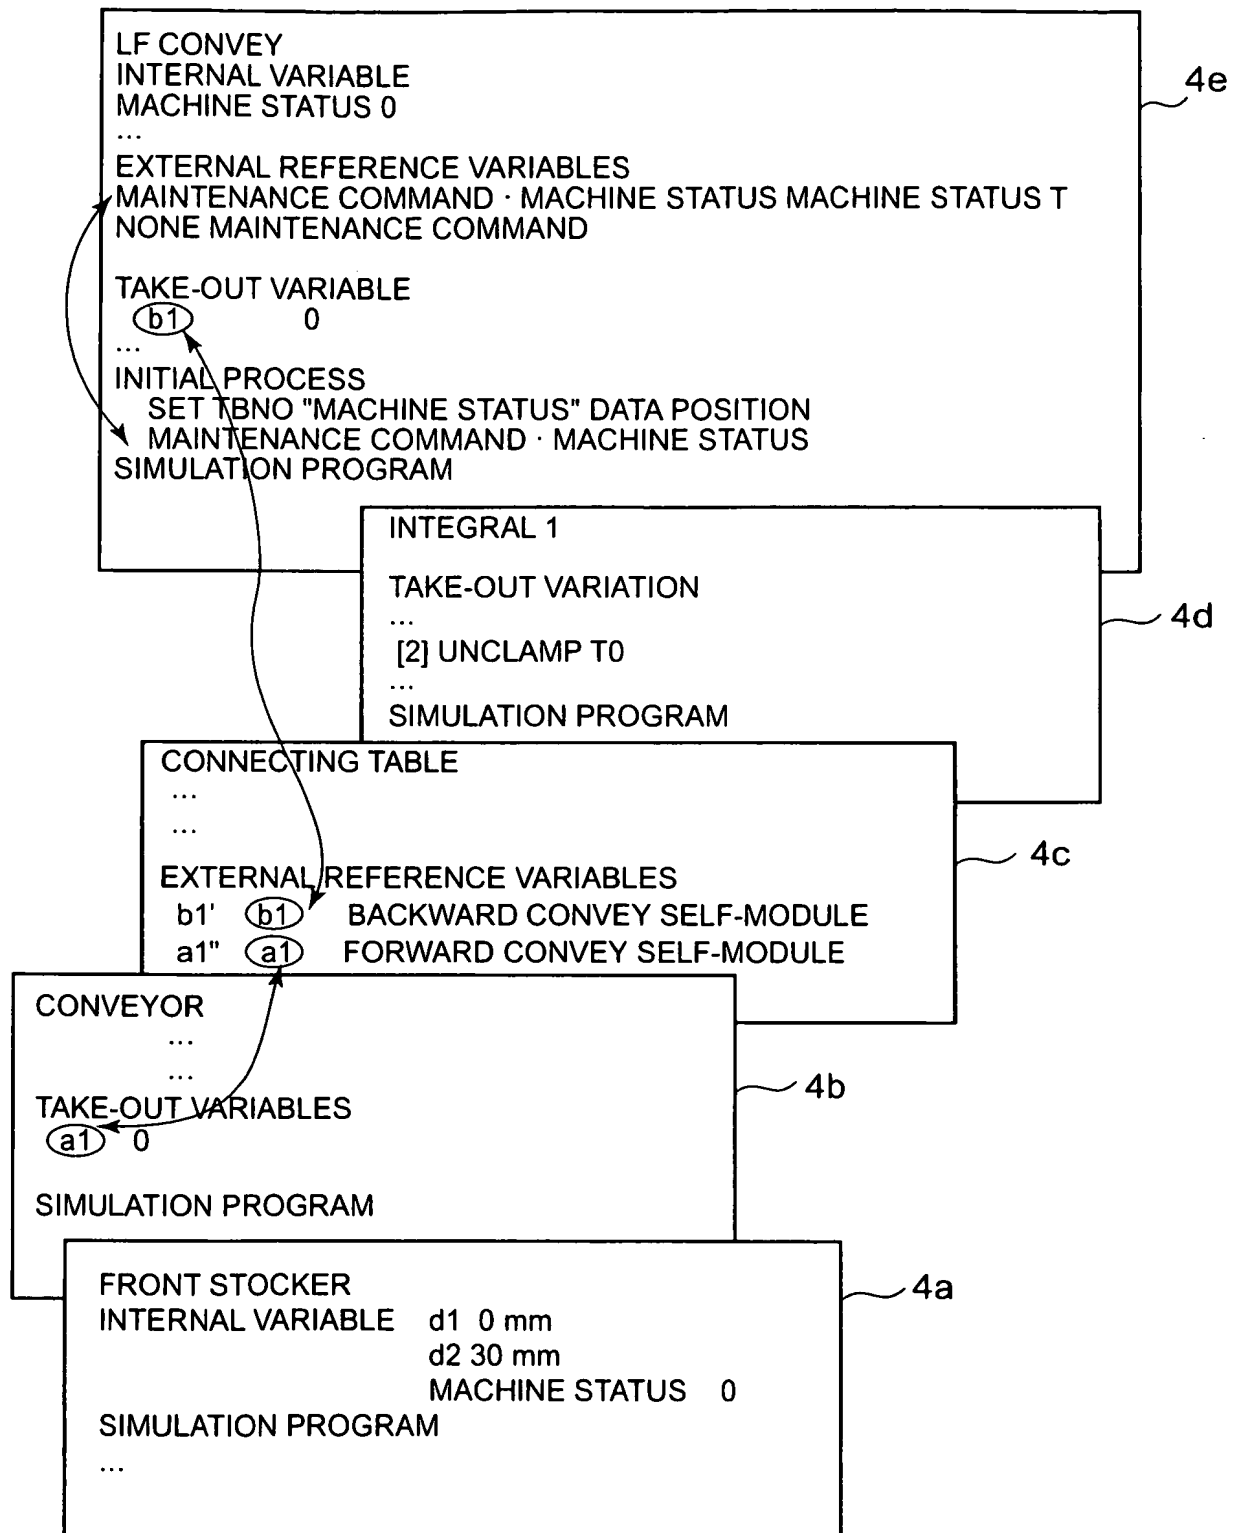 LF CONVEY
INTERNAL VARIABLE
MACHINE STATUS 0
...
EXTERNAL REFERENCE VARIABLES
MAINTENANCE COMMAND · MACHINE STATUS MACHINE STATUS T
NONE MAINTENANCE COMMAND
TAKE-OUT VARIABLE
b1 0
...
INITIAL PROCESS
SET TBNO "MACHINE STATUS" DATA POSITION
MAINTENANCE COMMAND · MACHINE STATUS
SIMULATION PROGRAM
4e
INTEGRAL 1
TAKE-OUT VARIATION
...
[2] UNCLAMP T0
...
SIMULATION PROGRAM
4d
CONNECTING TABLE
...
...
EXTERNAL REFERENCE VARIABLES
b1' b1 BACKWARD CONVEY SELF-MODULE
a1" a1 FORWARD CONVEY SELF-MODULE
4c
CONVEYOR
...
...
TAKE-OUT VARIABLES
a1 0
SIMULATION PROGRAM
4b
FRONT STOCKER
INTERNAL VARIABLE d1 0 mm
d2 30 mm
MACHINE STATUS 0
SIMULATION PROGRAM
...
4a